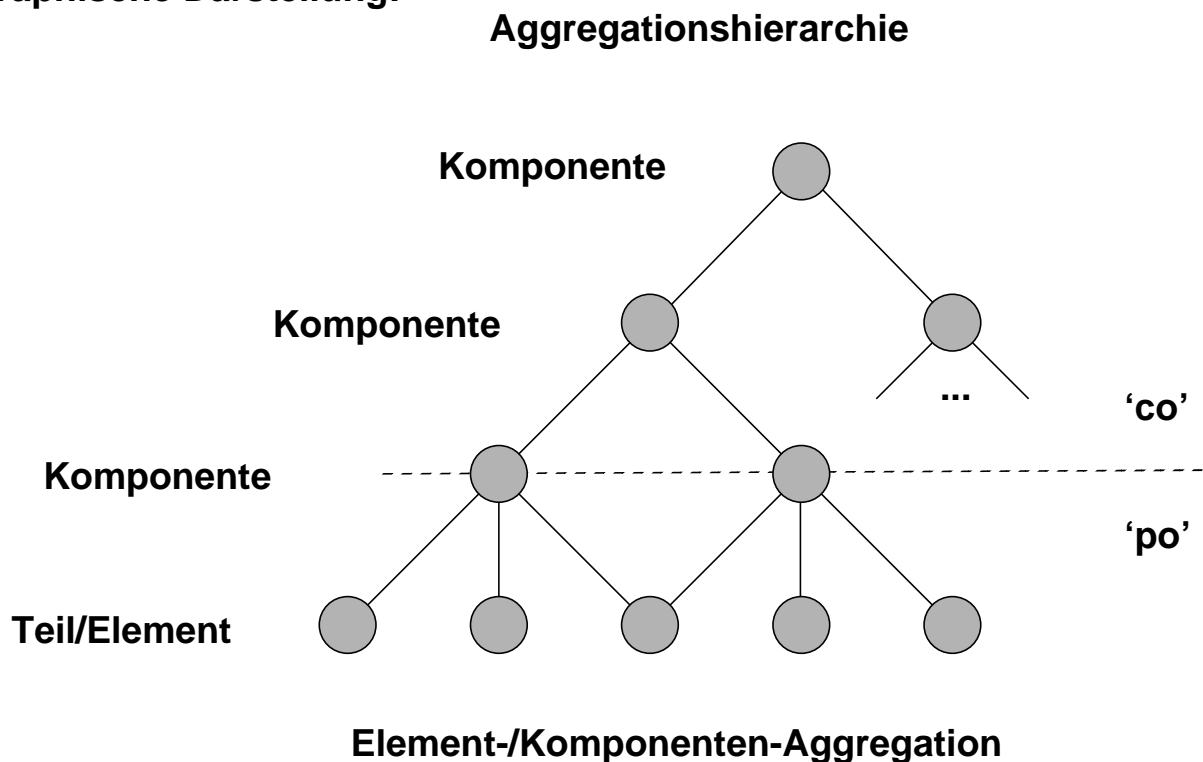 Aggregationshierarchie
Komponente
Komponente
...
‘co’
Komponente
‘po’
Teil/Element
Element-/Komponenten-Aggregation